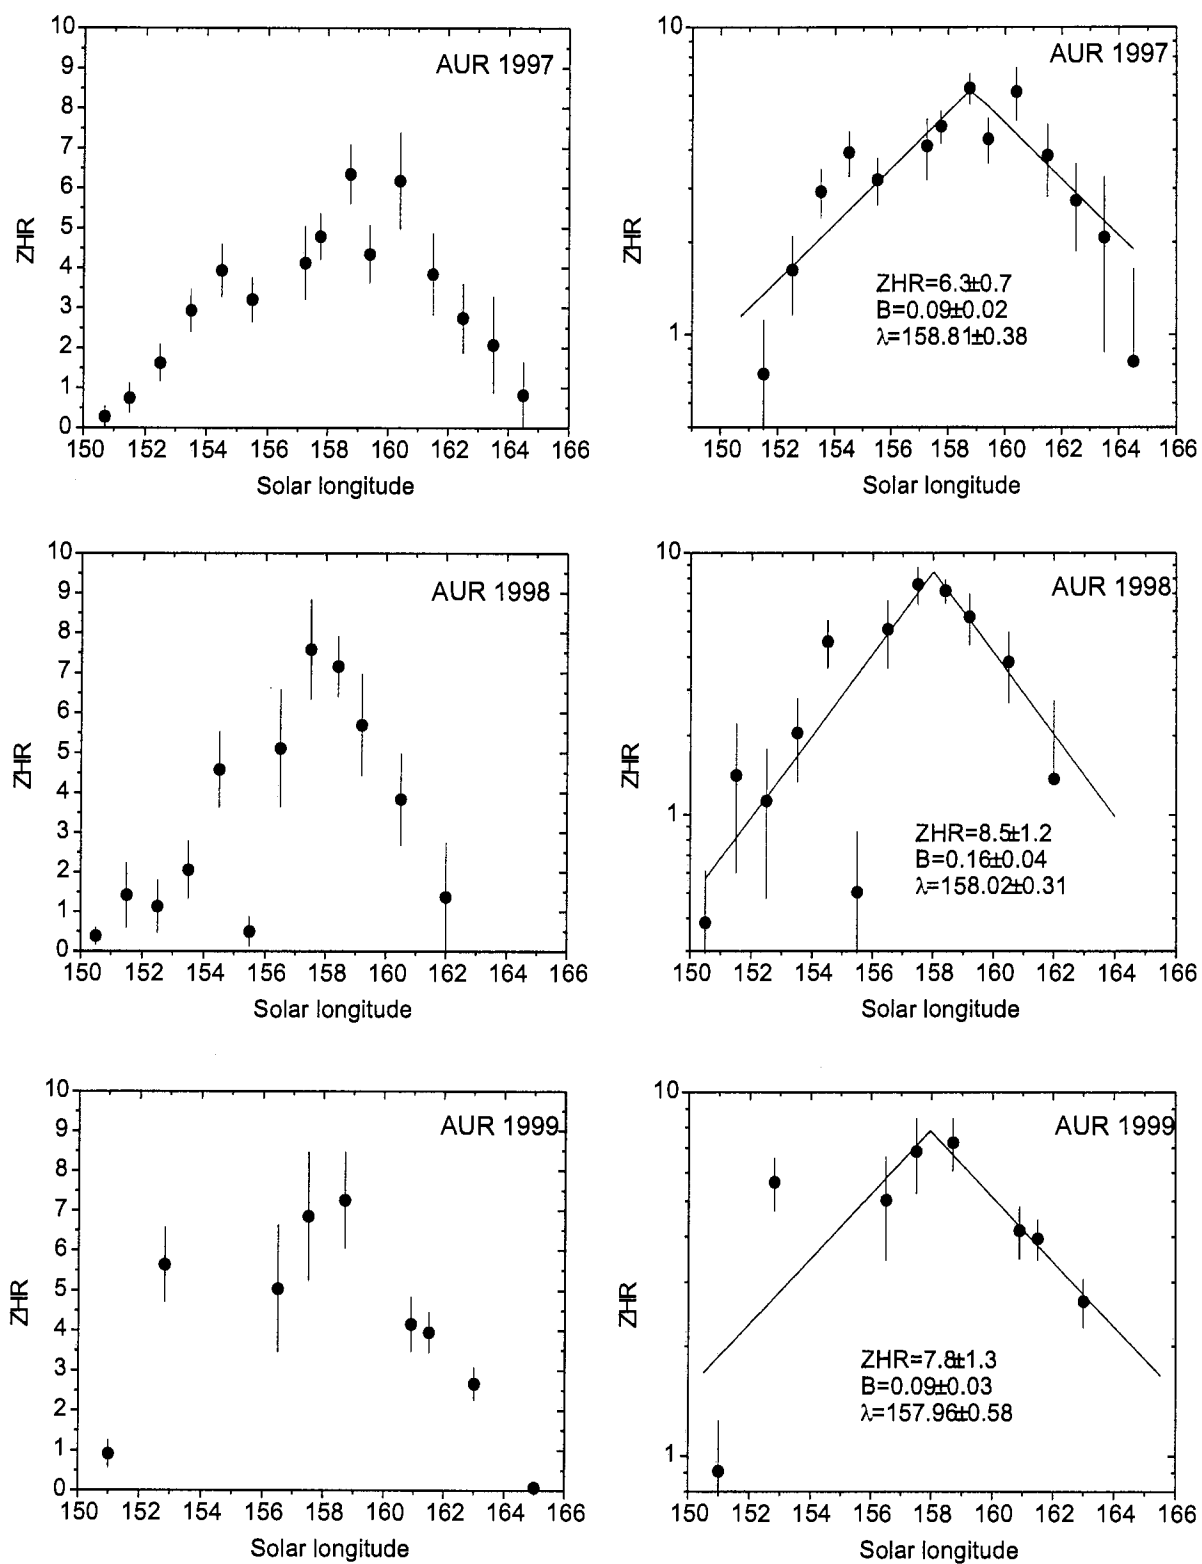 AUR 1997
10
9
8
7
6
5
4
3
2
1
0
ZHR
150 152 154 156 158 160 162 164 166
Solar longitude
AUR 1997
10
1
ZHR
ZHR=6.3±0.7
B=0.09±0.02
λ=158.81±0.38
150 152 154 156 158 160 162 164 166
Solar longitude
AUR 1998
10
9
8
7
6
5
4
3
2
1
0
ZHR
150 152 154 156 158 160 162 164 166
Solar longitude
AUR 1998
10
1
ZHR
ZHR=8.5±1.2
B=0.16±0.04
λ=158.02±0.31
150 152 154 156 158 160 162 164 166
Solar longitude
AUR 1999
10
9
8
7
6
5
4
3
2
1
0
ZHR
150 152 154 156 158 160 162 164 166
Solar longitude
AUR 1999
10
1
ZHR
ZHR=7.8±1.3
B=0.09±0.03
λ=157.96±0.58
150 152 154 156 158 160 162 164 166
Solar longitude